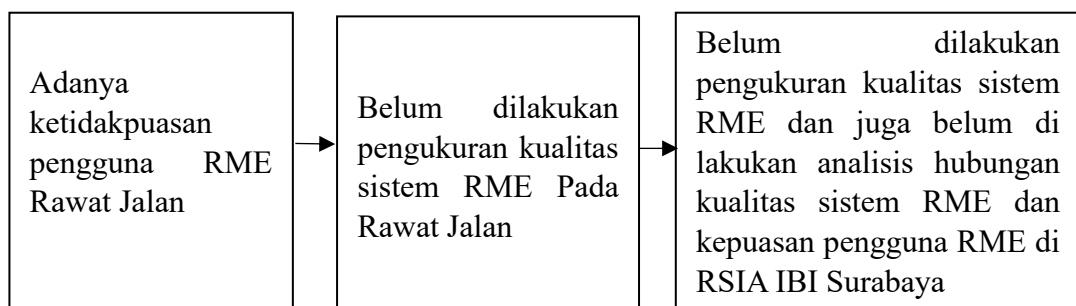 Adanya
ketidakpuasan
pengguna RME
Rawat Jalan
Belum dilakukan
pengukuran kualitas
sistem RME Pada
Rawat Jalan
Belum dilakukan
pengukuran kualitas sistem
RME dan juga belum di
lakukan analisis hubungan
kualitas sistem RME dan
kepuasan pengguna RME di
RSIA IBI Surabaya